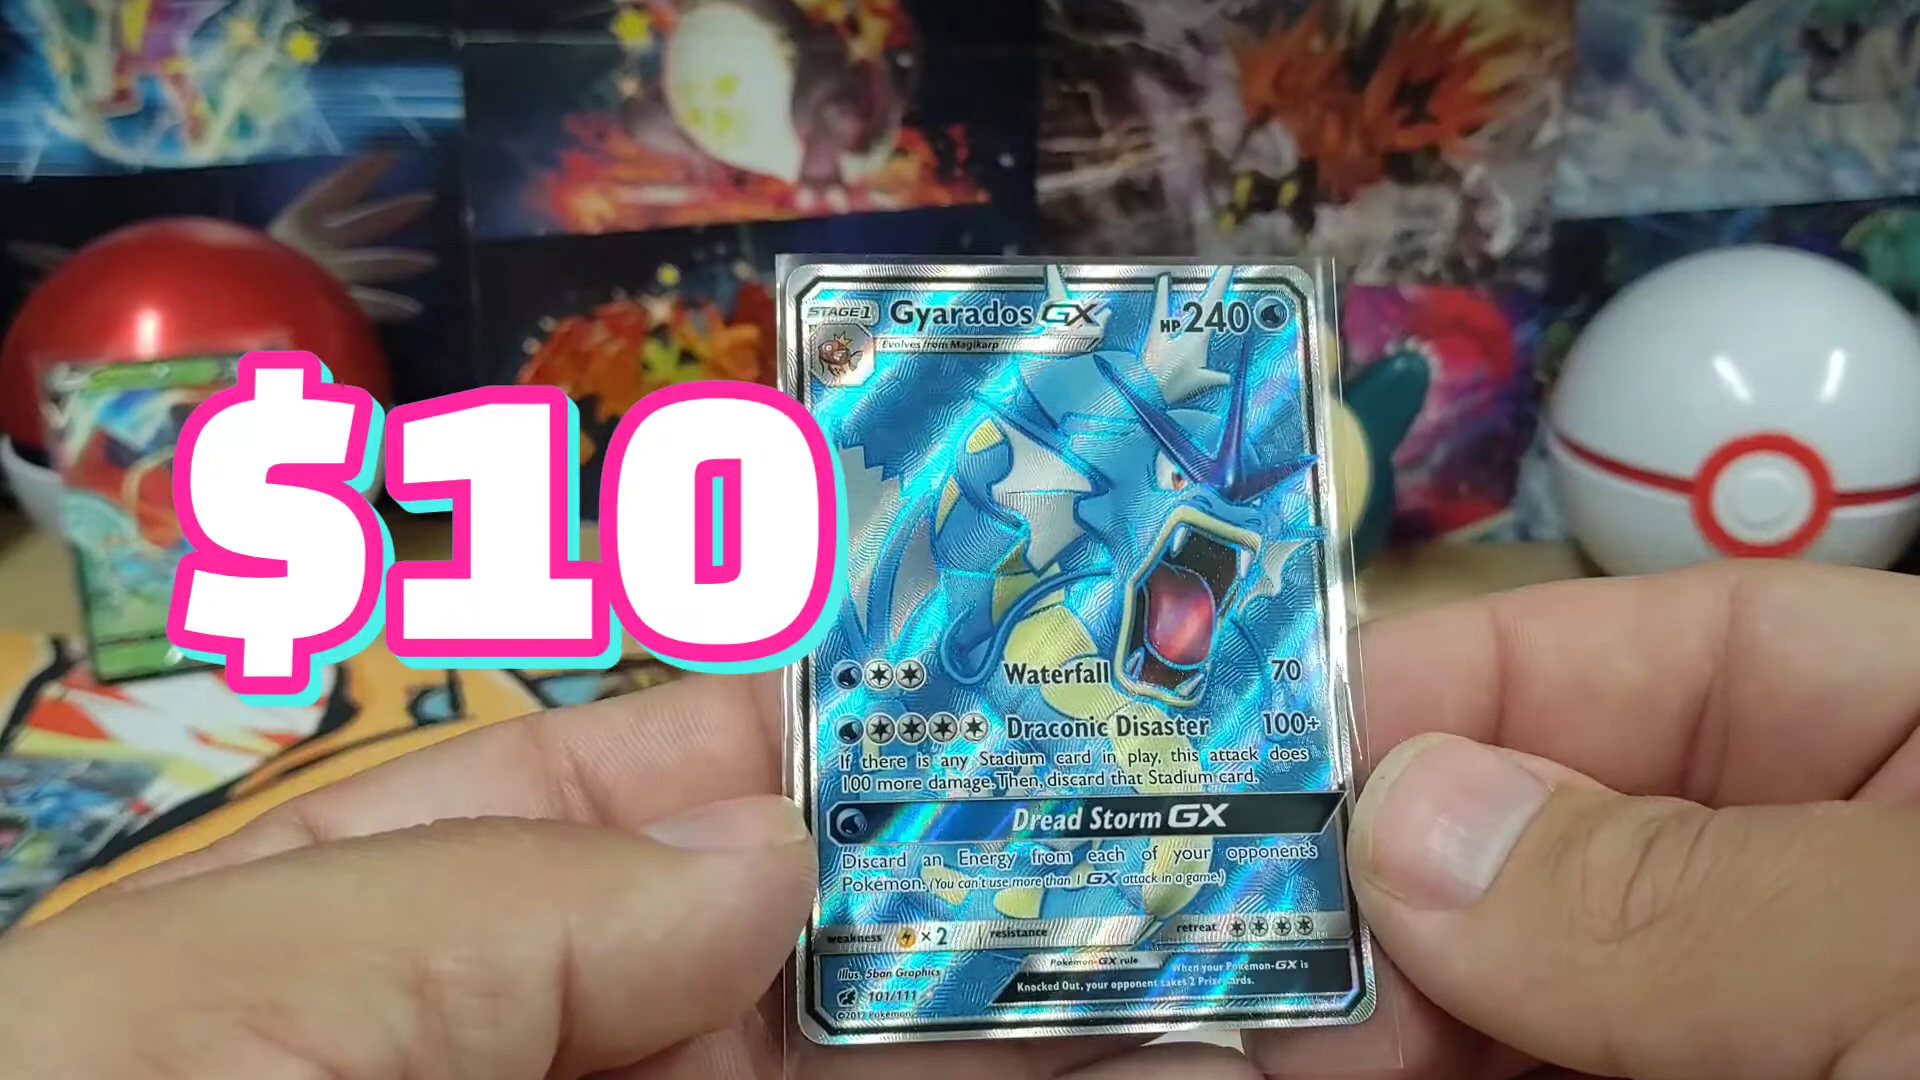 $10
STAGE1 Gyarados GX HP 240
Evolves from Magikarp
Waterfall 70
Draconic Disaster 100+
If there is any Stadium card in play, this attack does
100 more damage. Then, discard that Stadium card.
Dread Storm GX
Discard an Energy from each of your opponent's
Pokémon. (You can't use more than 1 GX attack in a game.)
weakness ×2 resistance retreat
Illus. 5ban Graphics
Pokémon-GX rule
When your Pokémon-GX is
Knocked Out, your opponent takes 2 Prize cards.
101/111
©2017 Pokémon